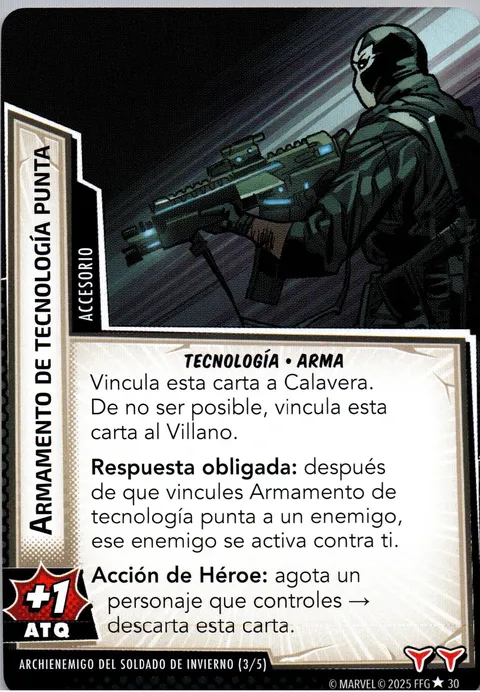 ARMAMENTO DE TECNOLOGÍA PUNTA
ACCESORIO
TECNOLOGÍA • ARMA
Vincula esta carta a Calavera.
De no ser posible, vincula esta
carta al Villano.
Respuesta obligada: después
de que vincules Armamento de
tecnología punta a un enemigo,
ese enemigo se activa contra ti.
Acción de Héroe: agota un
personaje que controles →
descarta esta carta.
+1
ATQ
ARCHIENEMIGO DEL SOLDADO DE INVIERNO (3/5)
© MARVEL © 2025 FFG ★ 30